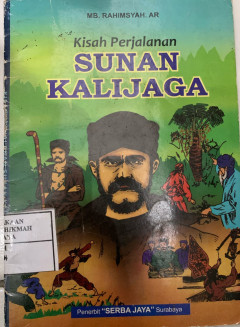 MB. RAHIMSYAH. AR
Kisah Perjalanan
SUNAN
KALIJAGA
Penerbit "SERBA JAYA" Surabaya